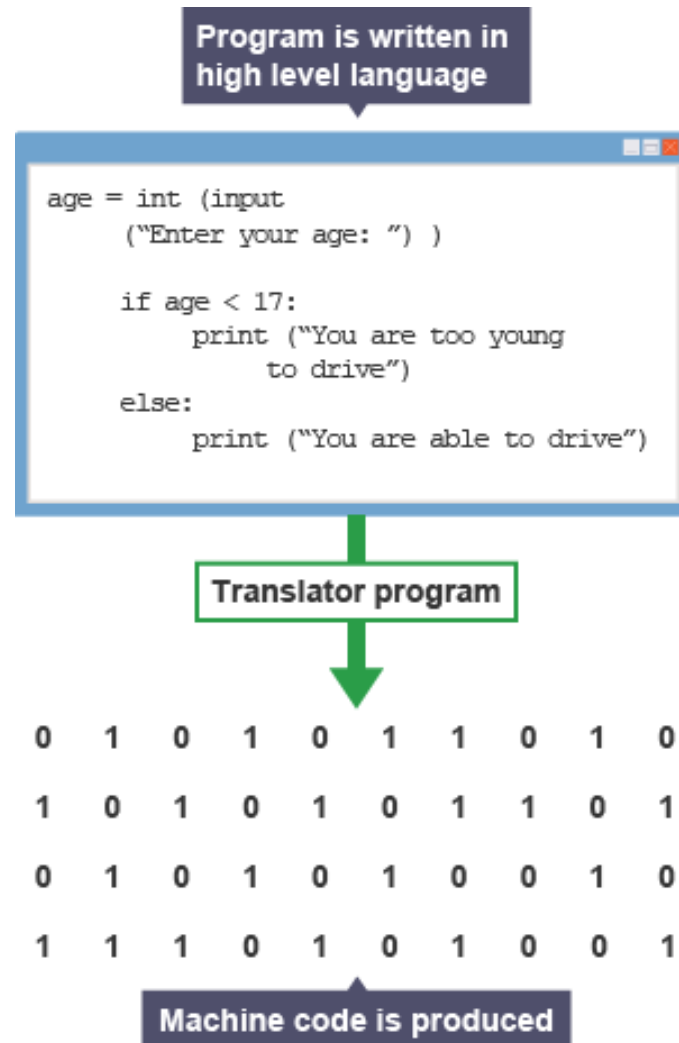 Program is written in
high level language
age = int (input
(“Enter your age: ”) )
if age < 17:
print (“You are too young
to drive”)
else:
print (“You are able to drive”)
Translator program
0 1 0 1 0 1 1 0 1 0
1 0 1 0 1 0 1 1 0 1
0 1 0 1 0 1 0 0 1 0
1 1 1 0 1 0 1 0 0 1
Machine code is produced